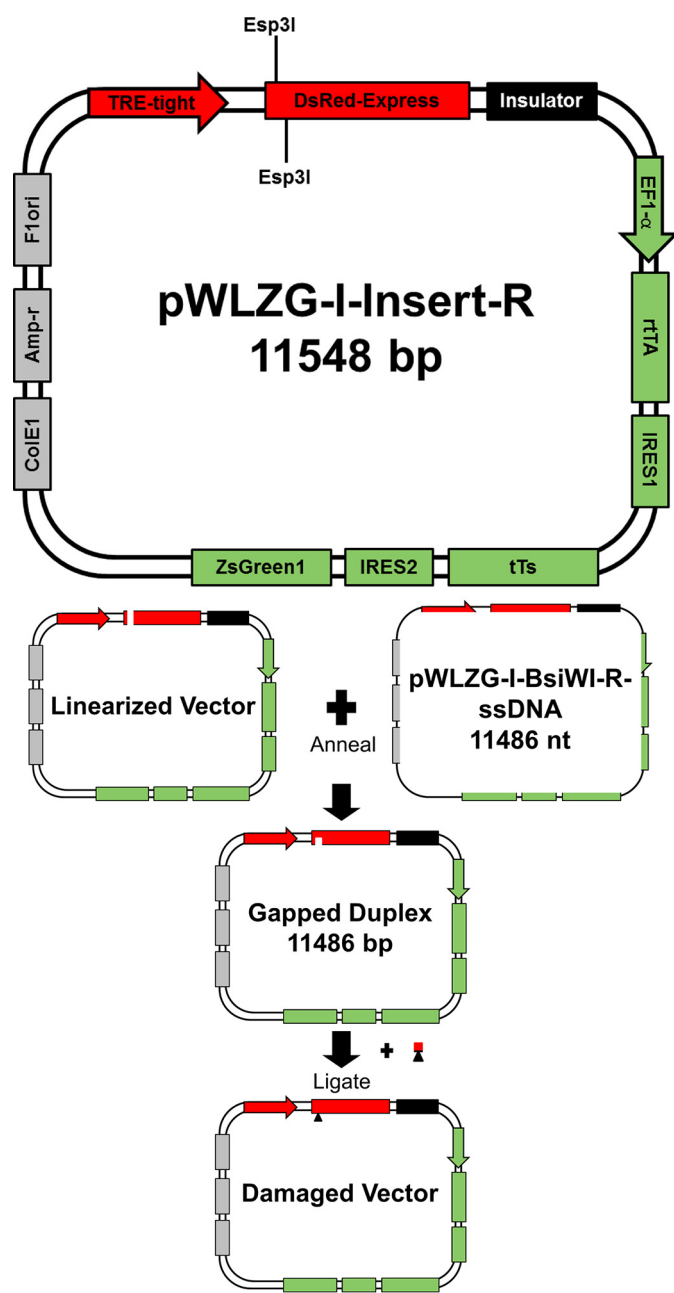 Esp3I
TRE-tight
DsRed-Express
Insulator
Esp3I
F1ori
EF1-α
pWLZG-I-Insert-R
11548 bp
Amp-r
rtTA
ColE1
IRES1
ZsGreen1
IRES2
tTs
Linearized Vector
Anneal
pWLZG-I-BsiWI-R-
ssDNA
11486 nt
Gapped Duplex
11486 bp
Ligate
Damaged Vector